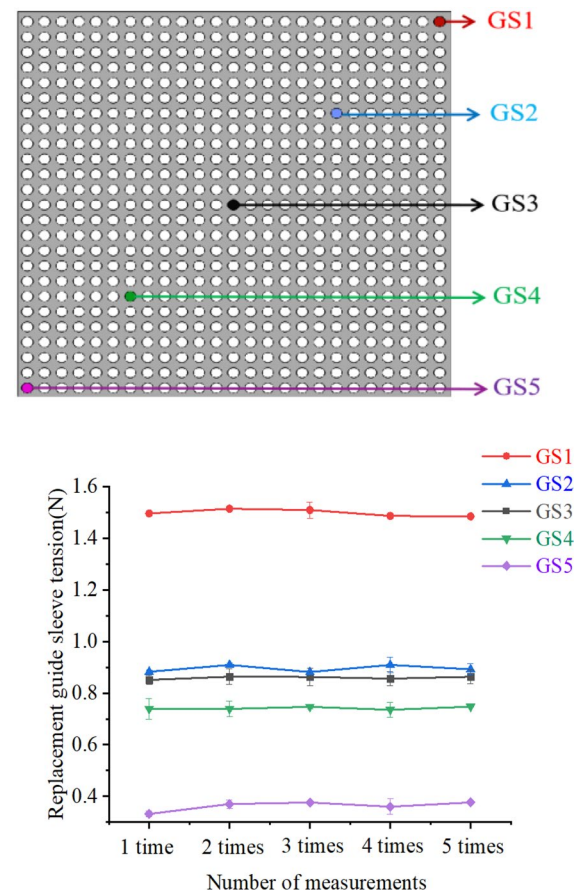 GS1
GS2
GS3
GS4
GS5
GS1
GS2
GS3
GS4
GS5
Replacement guide sleeve tension(N)
1.6
1.4
1.2
1.0
0.8
0.6
0.4
1 time 2 times 3 times 4 times 5 times
Number of measurements